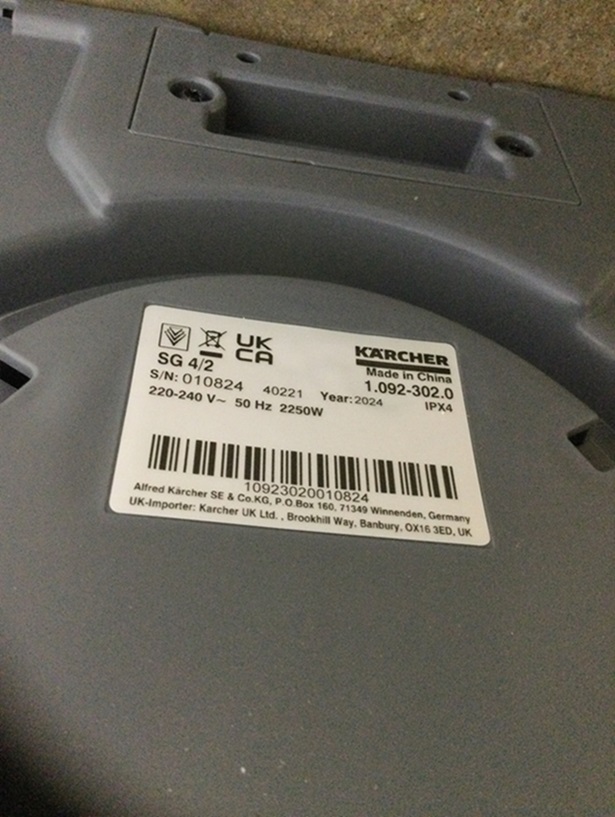 UK
CA
KÄRCHER
SG 4/2
Made in China
S/N: 010824 40221 Year: 2024 1.092-302.0
220-240 V~ 50 Hz 2250W IPX4
10923020010824
Alfred Kärcher SE & Co.KG, P.O.Box 160, 71349 Winnenden, Germany
UK-Importer: Karcher UK Ltd. , Brookhill Way, Banbury, OX16 3ED, UK